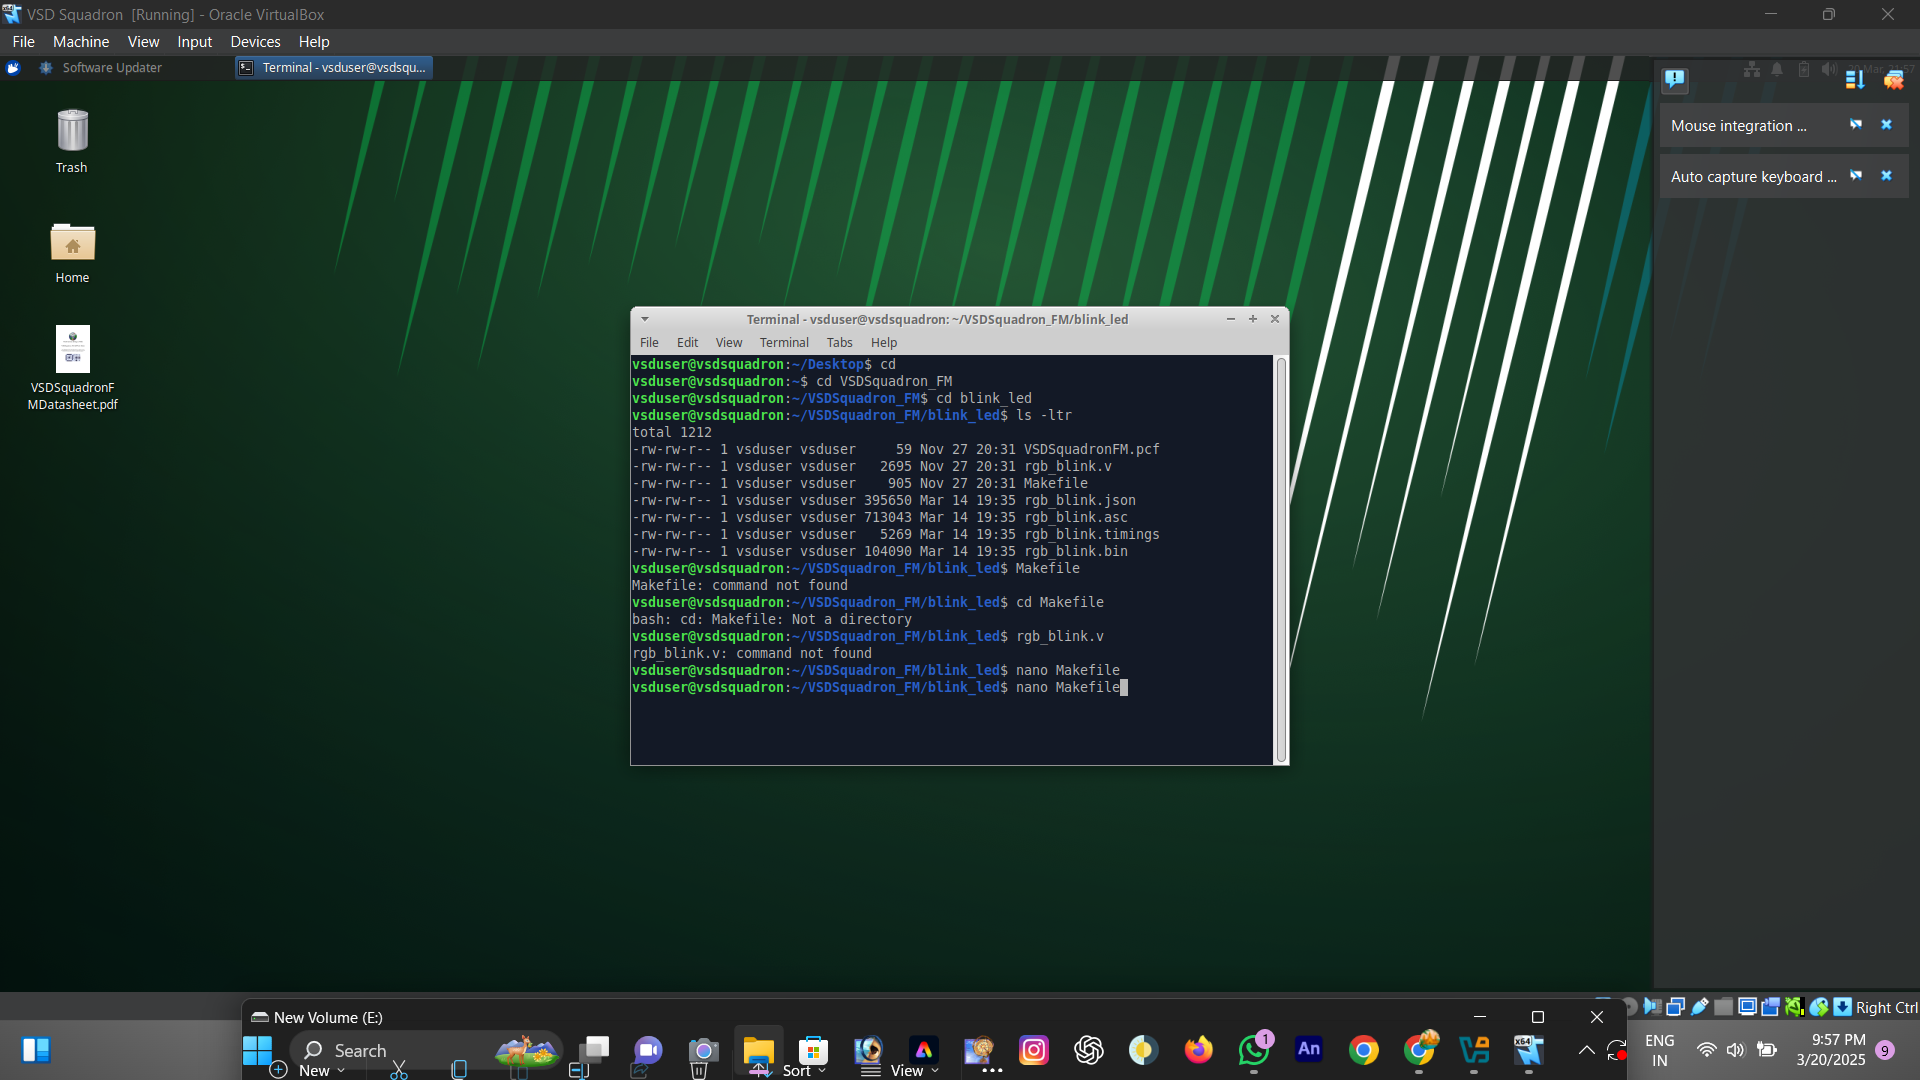 VSD Squadron [Running] - Oracle VirtualBox
File Machine View Input Devices Help
Software Updater
Terminal - vsduser@vsdsqu...
20 Mar, 21:57
Mouse integration ...
Auto capture keyboard ...
Trash
Home
VSDSquadronF
MDatasheet.pdf
Terminal - vsduser@vsdsquadron: ~/VSDSquadron_FM/blink_led
File Edit View Terminal Tabs Help
vsduser@vsdsquadron:~/Desktop$ cd
vsduser@vsdsquadron:~$ cd VSDSquadron_FM
vsduser@vsdsquadron:~/VSDSquadron_FM$ cd blink_led
vsduser@vsdsquadron:~/VSDSquadron_FM/blink_led$ ls -ltr
total 1212
-rw-rw-r-- 1 vsduser vsduser     59 Nov 27 20:31 VSDSquadronFM.pcf
-rw-rw-r-- 1 vsduser vsduser   2695 Nov 27 20:31 rgb_blink.v
-rw-rw-r-- 1 vsduser vsduser    905 Nov 27 20:31 Makefile
-rw-rw-r-- 1 vsduser vsduser 395650 Mar 14 19:35 rgb_blink.json
-rw-rw-r-- 1 vsduser vsduser 713043 Mar 14 19:35 rgb_blink.asc
-rw-rw-r-- 1 vsduser vsduser   5269 Mar 14 19:35 rgb_blink.timings
-rw-rw-r-- 1 vsduser vsduser 104090 Mar 14 19:35 rgb_blink.bin
vsduser@vsdsquadron:~/VSDSquadron_FM/blink_led$ Makefile
Makefile: command not found
vsduser@vsdsquadron:~/VSDSquadron_FM/blink_led$ cd Makefile
bash: cd: Makefile: Not a directory
vsduser@vsdsquadron:~/VSDSquadron_FM/blink_led$ rgb_blink.v
rgb_blink.v: command not found
vsduser@vsdsquadron:~/VSDSquadron_FM/blink_led$ nano Makefile
vsduser@vsdsquadron:~/VSDSquadron_FM/blink_led$ nano Makefile
Right Ctrl
New Volume (E:)
Search
New
Sort
View
1
An
x64
ENG
IN
9:57 PM
3/20/2025
9